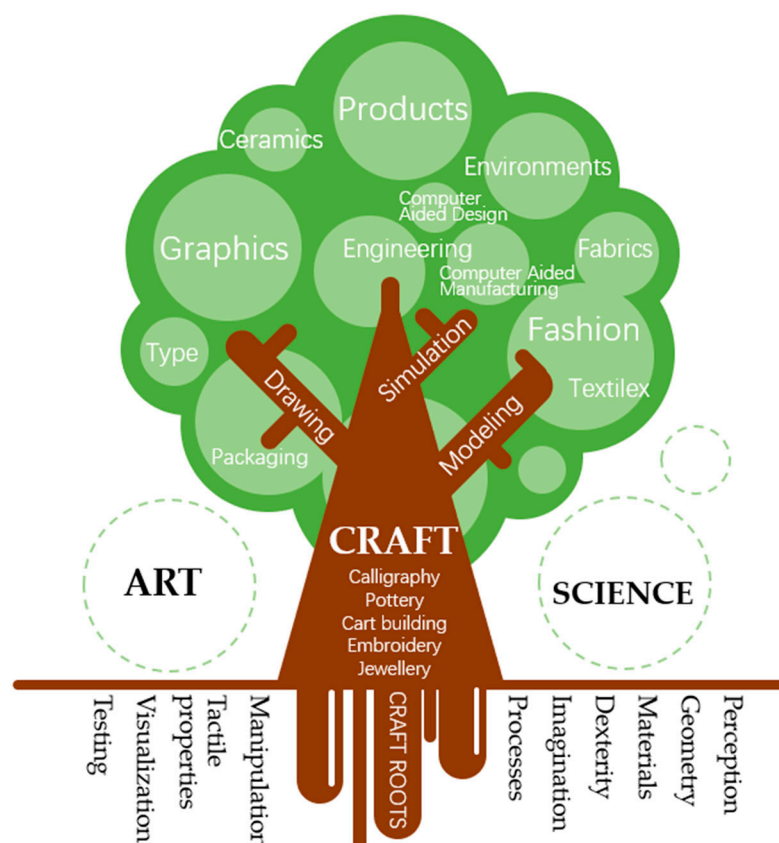 Products
Ceramics
Environments
Computer
Aided Design
Graphics
Engineering
Fabrics
Computer Aided
Manufacturing
Fashion
Type
Simulation
Drawing
Textilex
Modeling
Packaging
CRAFT
ART
SCIENCE
Calligraphy
Pottery
Cart building
Embroidery
Jewellery
Testing
Visualization
properties
Tactile
Manipulation
CRAFT ROOTS
Processes
Imagination
Dexterity
Materials
Geometry
Perception